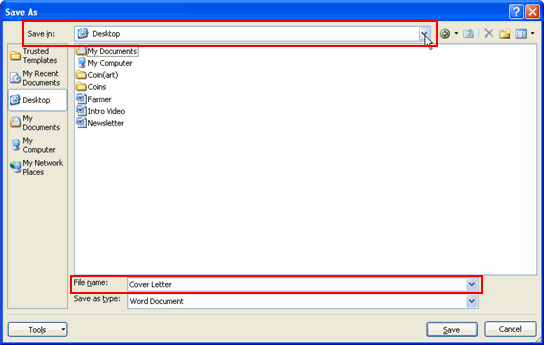 Save As
Save in:
Desktop
Trusted
Templates
My Recent
Documents
Desktop
My
Documents
My
Computer
My Network
Places
My Documents
My Computer
Coin(art)
Coins
Farmer
Intro Video
Newsletter
File name:
Cover Letter
Save as type:
Word Document
Tools
Save
Cancel